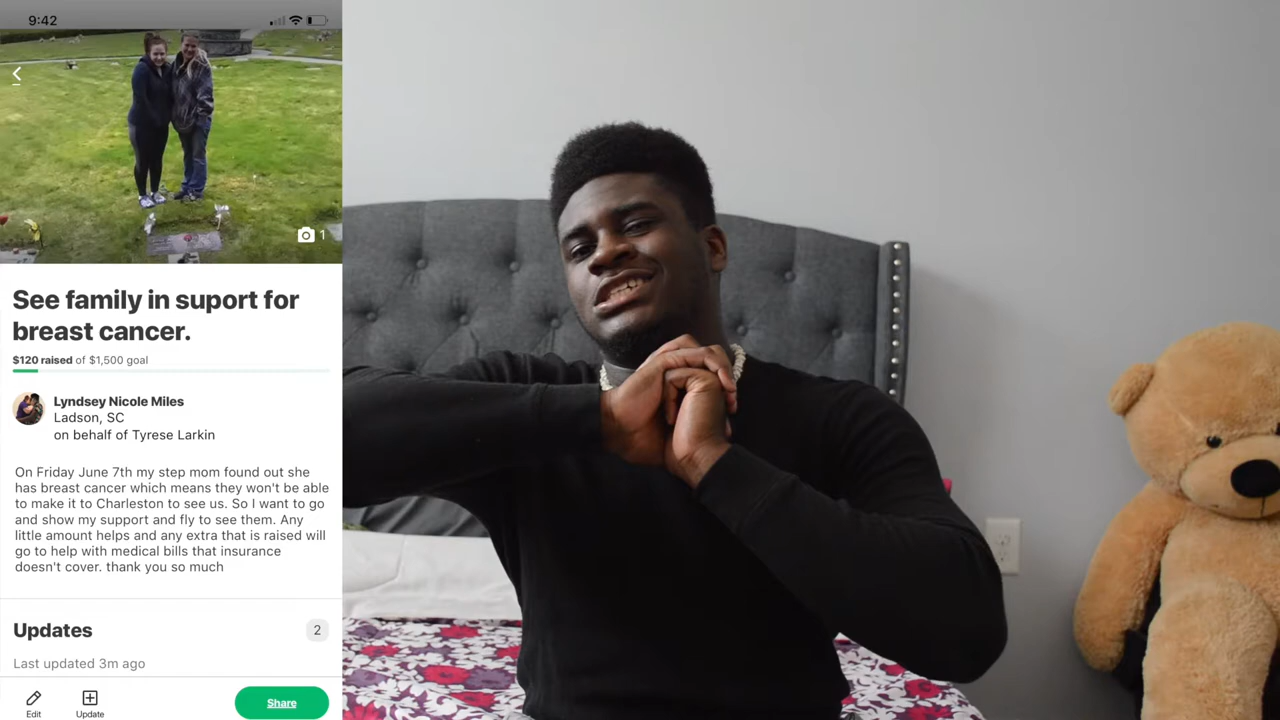 9:42
1
See family in suport for
breast cancer.
$120 raised of $1,500 goal
Lyndsey Nicole Miles
Ladson, SC
on behalf of Tyrese Larkin
On Friday June 7th my step mom found out she
has breast cancer which means they won't be able
to make it to Charleston to see us. So I want to go
and show my support and fly to see them. Any
little amount helps and any extra that is raised will
go to help with medical bills that insurance
doesn't cover. thank you so much
Updates
2
Last updated 3m ago
Edit
Update
Share